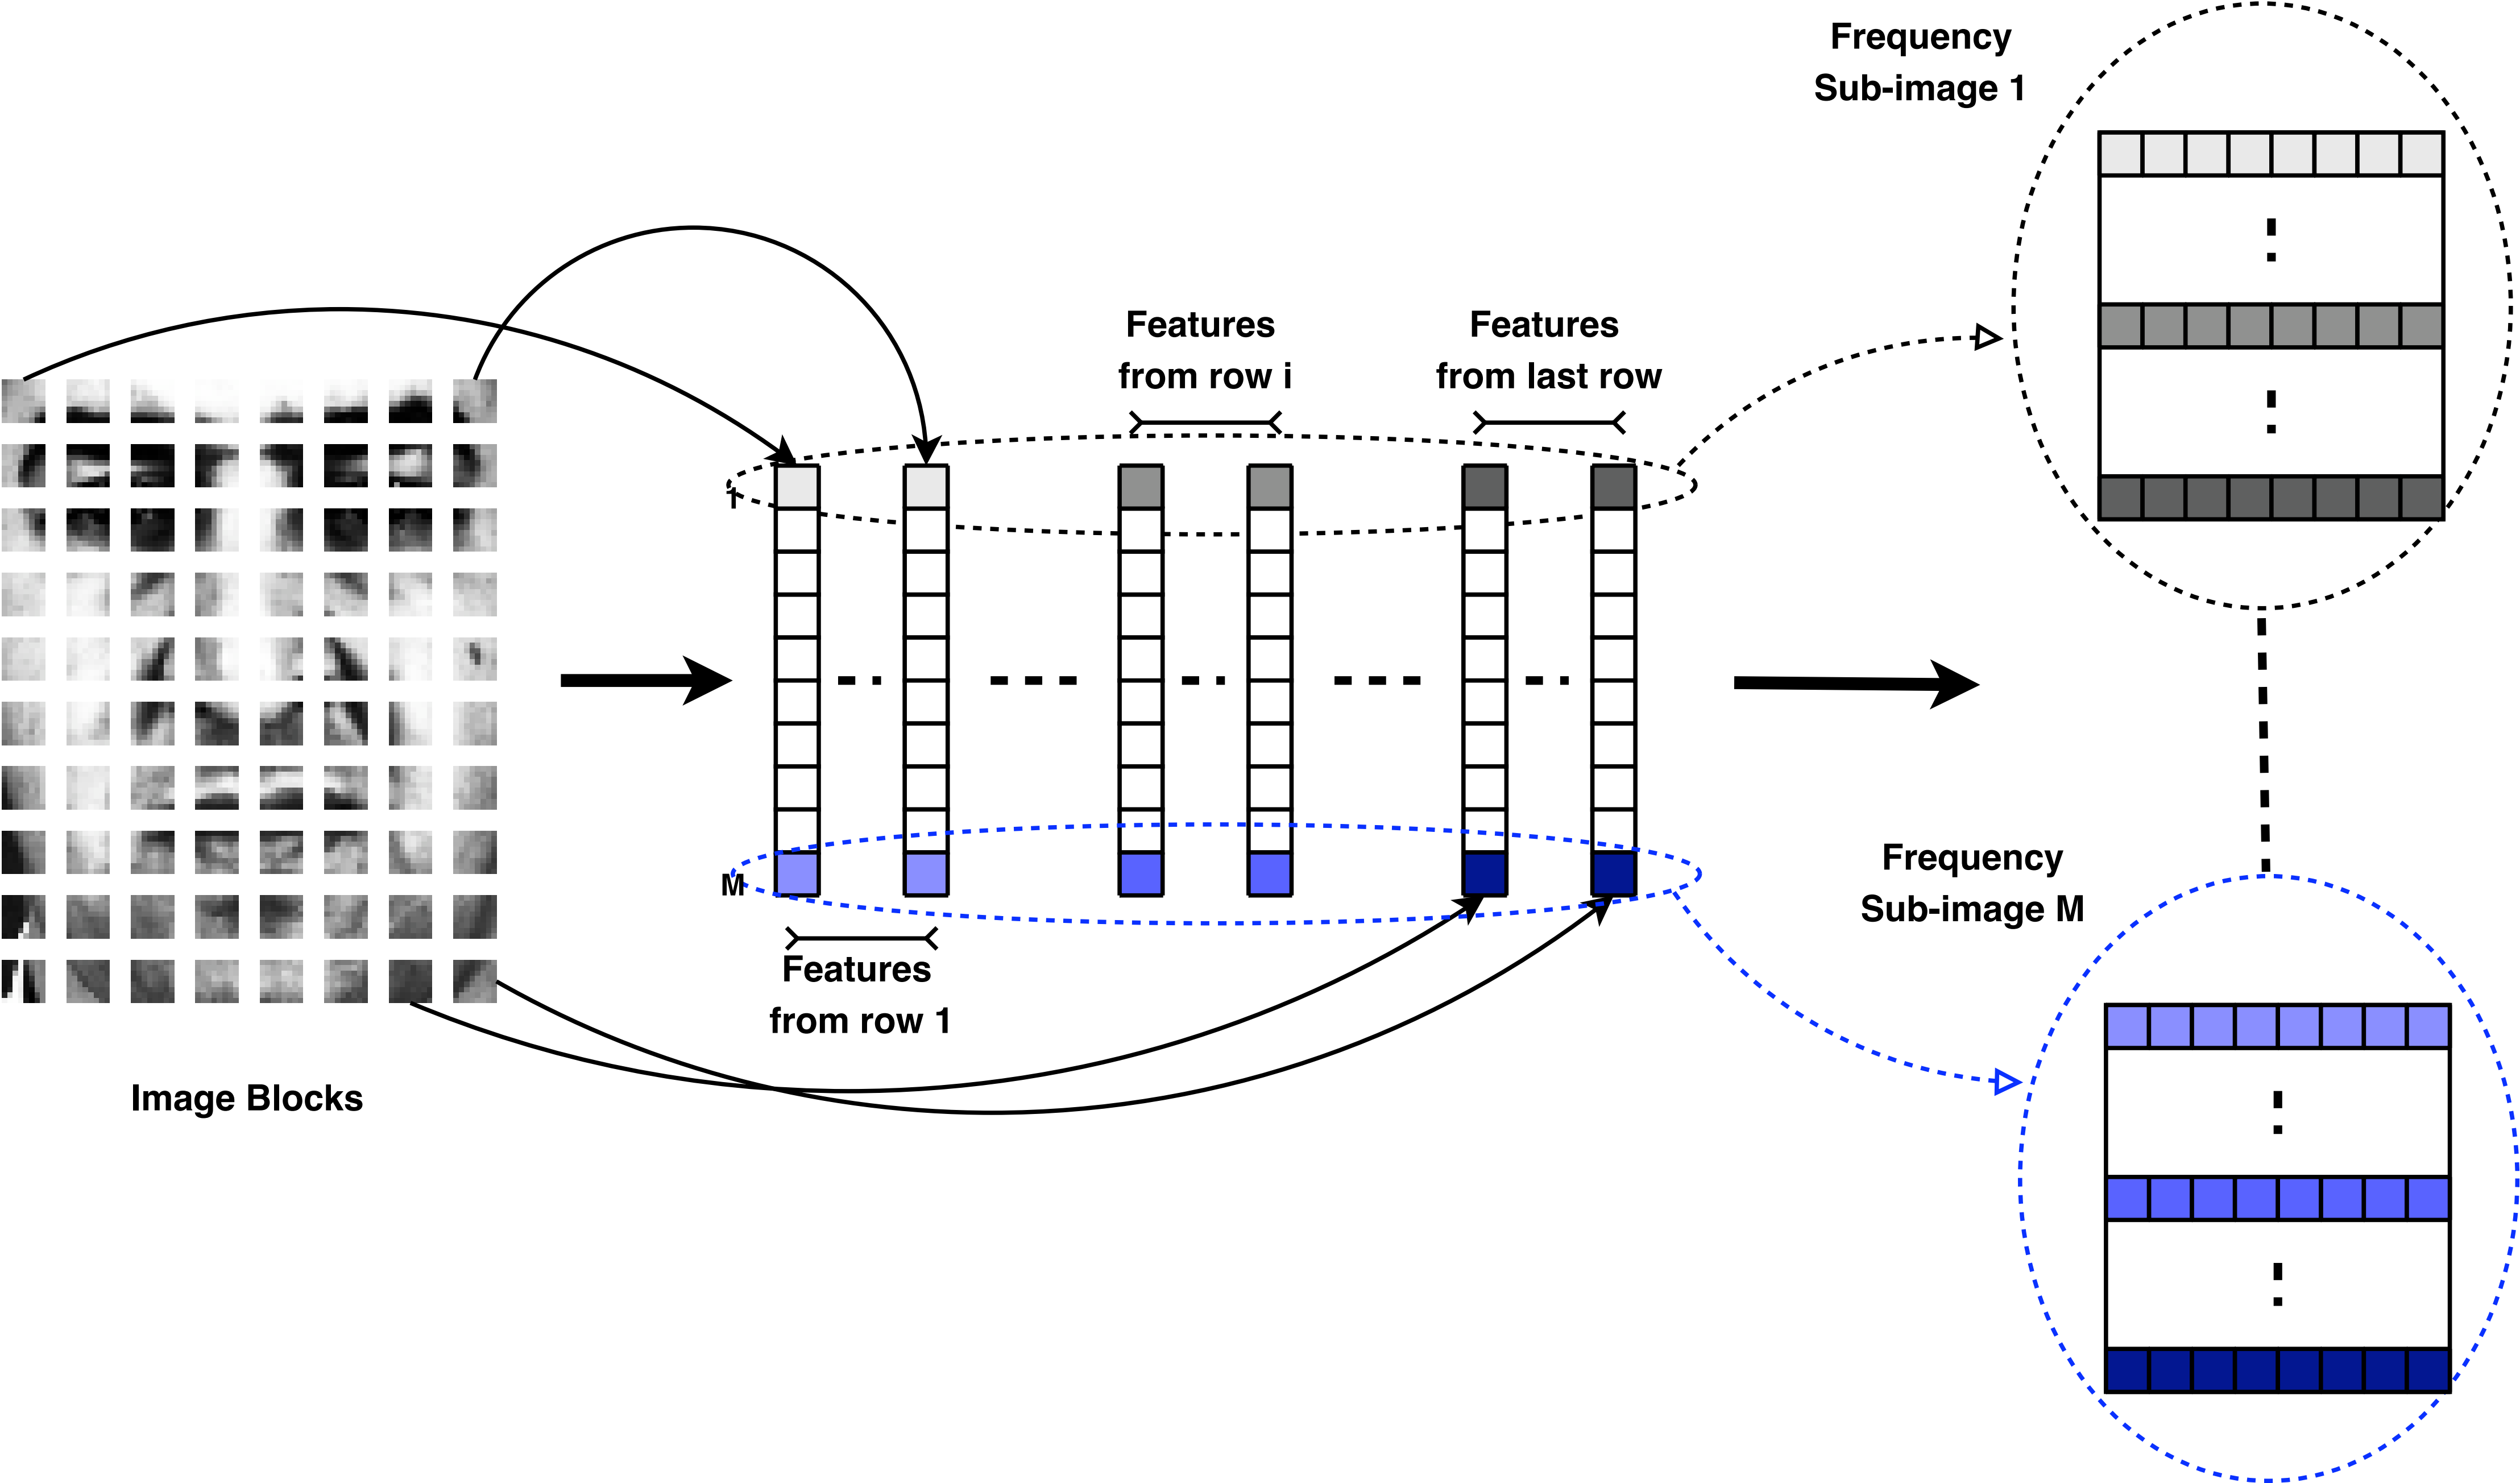 Frequency
Sub-image 1
Features
from row i
Features
from last row
1
M
Features
from row 1
Frequency
Sub-image M
Image Blocks